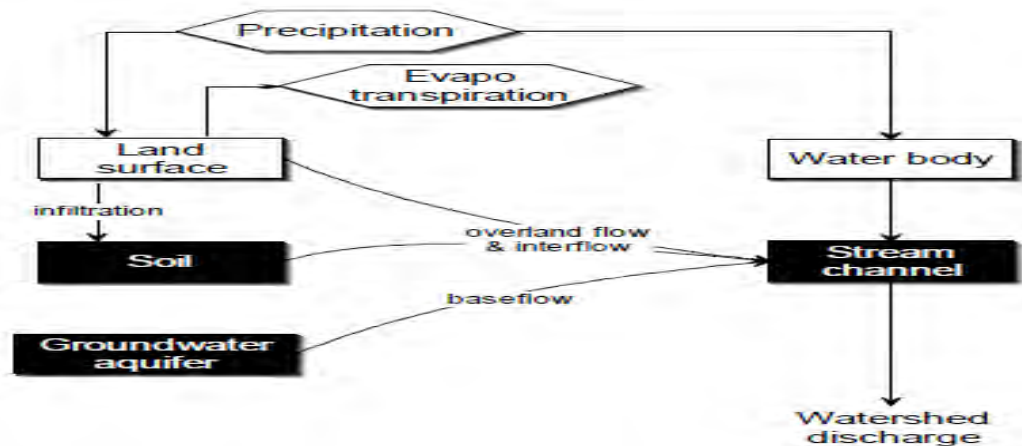 Precipitation
Evapo
transpiration
Land
surface
Water body
infiltration
overland flow
& interflow
Soil
Stream
channel
baseflow
Groundwater
aquifer
Watershed
discharge